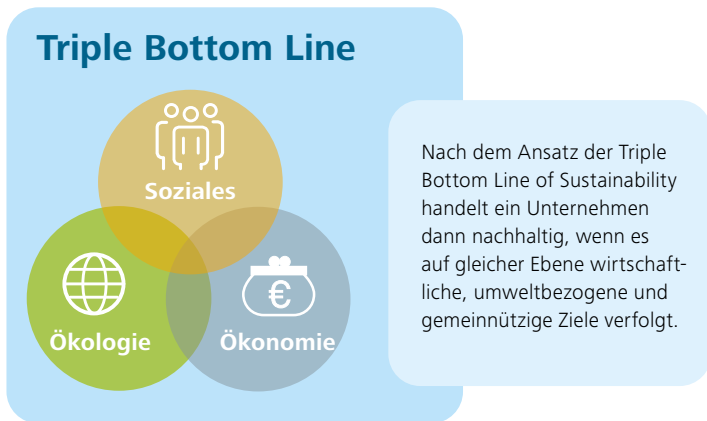 Triple Bottom Line
Soziales
Ökologie
Ökonomie
€
Nach dem Ansatz der Triple
Bottom Line of Sustainability
handelt ein Unternehmen
dann nachhaltig, wenn es
auf gleicher Ebene wirtschaft-
liche, umweltbezogene und
gemeinnützige Ziele verfolgt.